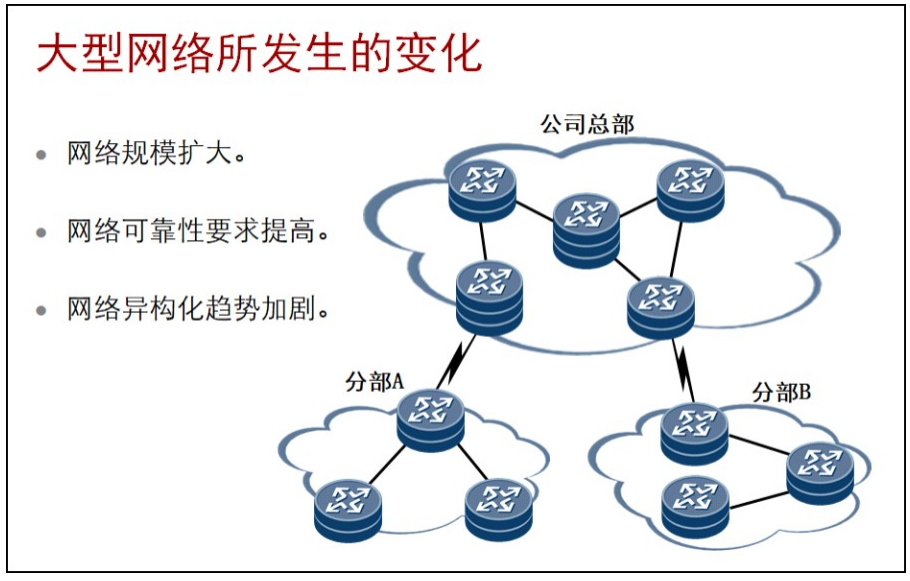 大型网络所发生的变化
• 网络规模扩大。
• 网络可靠性要求提高。
• 网络异构化趋势加剧。
公司总部
分部A
分部B